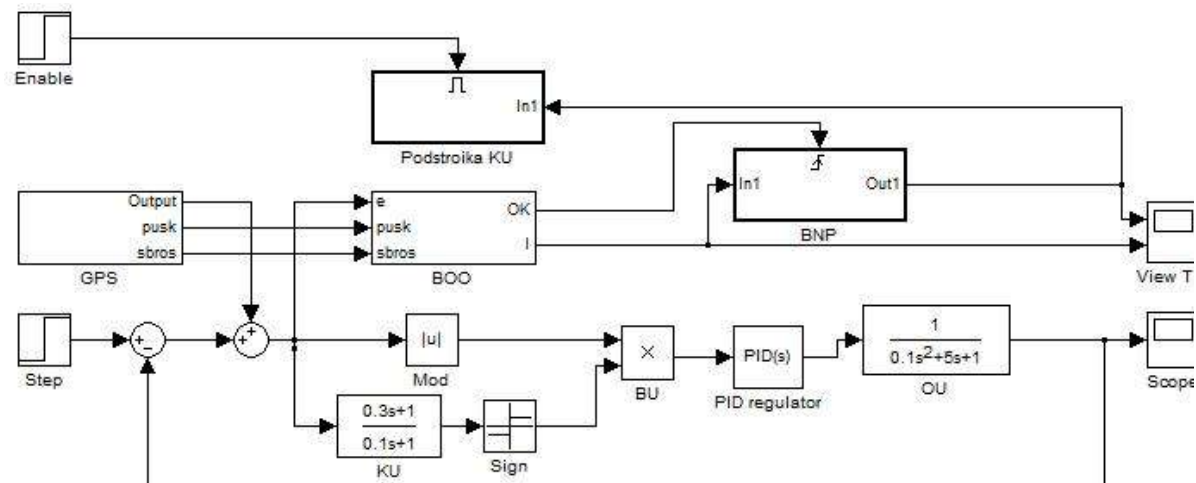 Enable
In1
Podstroika KU
In1
Out1
BNP
Output
pusk
sbros
GPS
e
pusk
sbros
OK
I
BOO
View T
Step
+
−
+
+
|u|
Mod
×
BU
PID(s)
PID regulator
1
0.1s²+5s+1
OU
Scope
0.3s+1
0.1s+1
KU
Sign